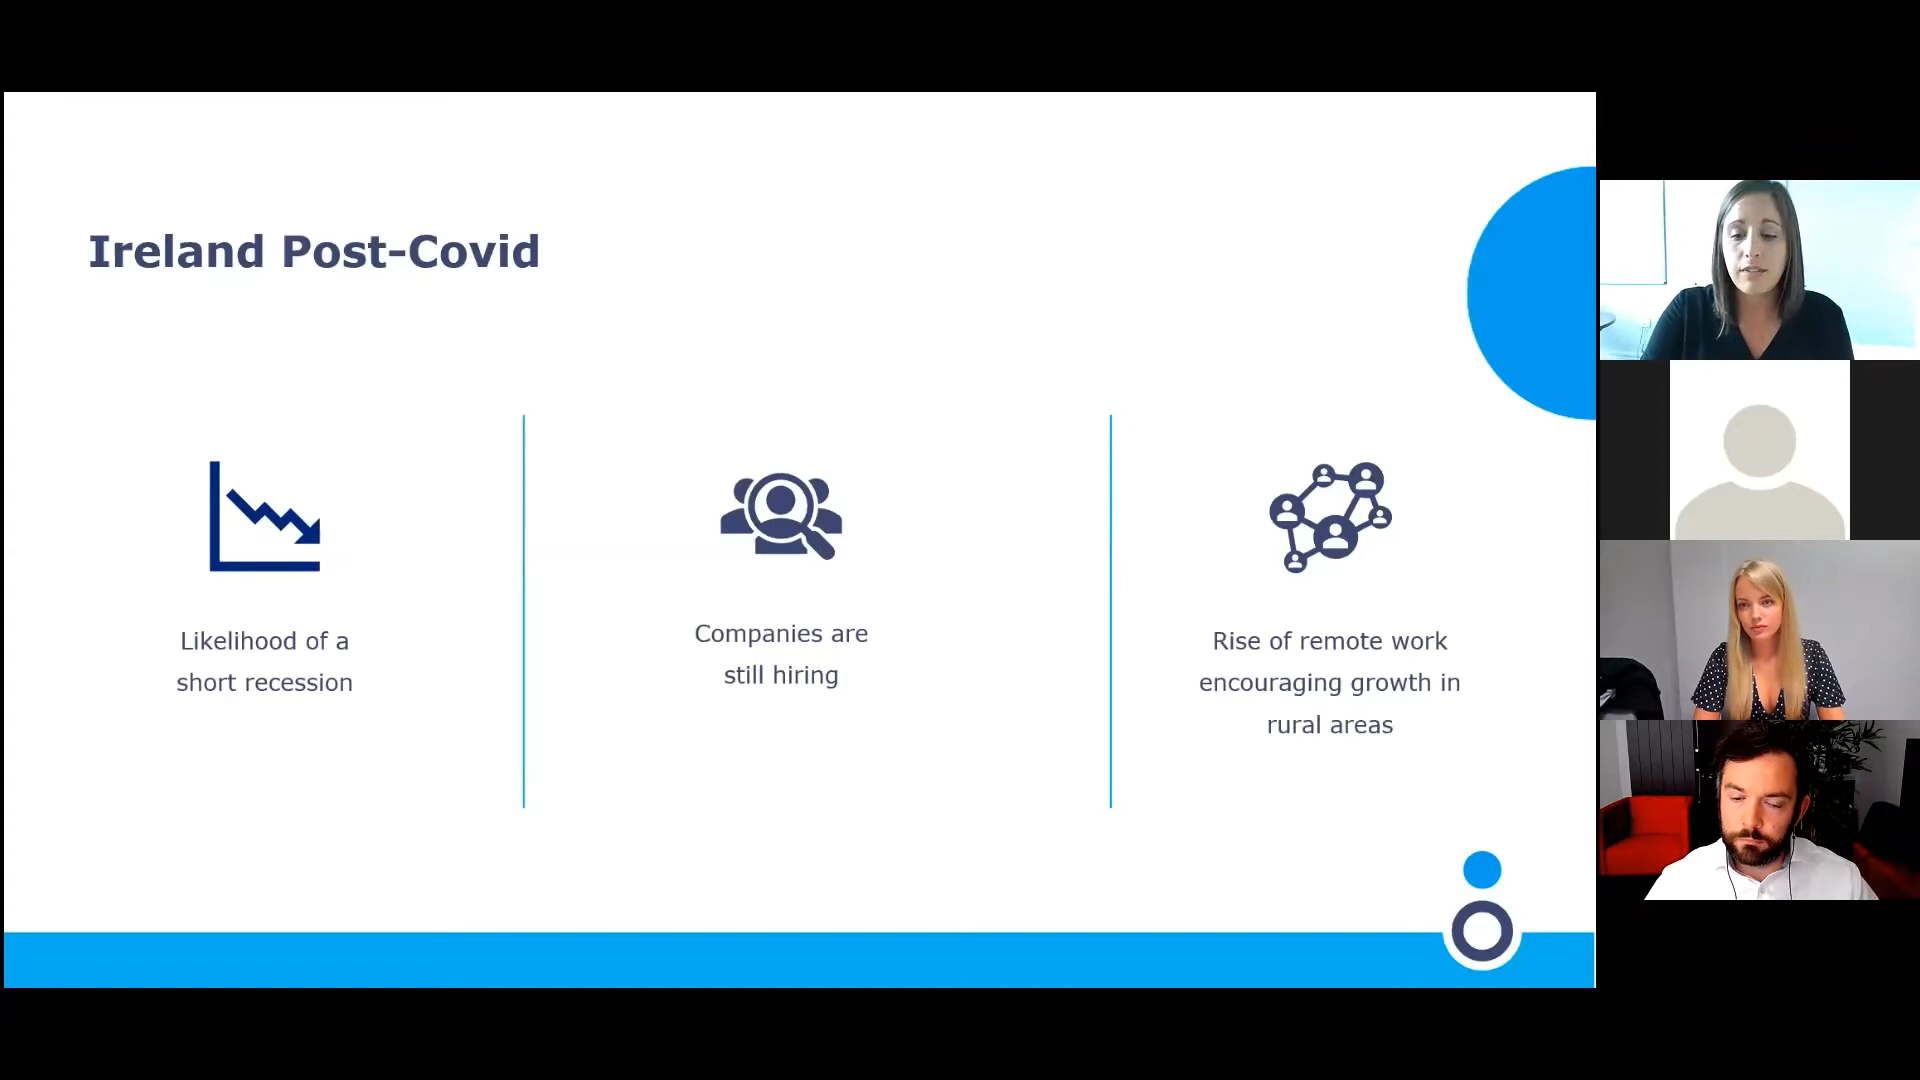 Ireland Post-Covid
Likelihood of a
short recession
Companies are
still hiring
Rise of remote work
encouraging growth in
rural areas